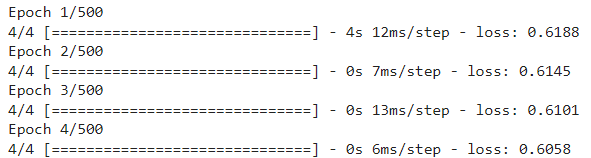 Epoch 1/500
4/4 [==============================] - 4s 12ms/step - loss: 0.6188
Epoch 2/500
4/4 [==============================] - 0s 7ms/step - loss: 0.6145
Epoch 3/500
4/4 [==============================] - 0s 13ms/step - loss: 0.6101
Epoch 4/500
4/4 [==============================] - 0s 6ms/step - loss: 0.6058